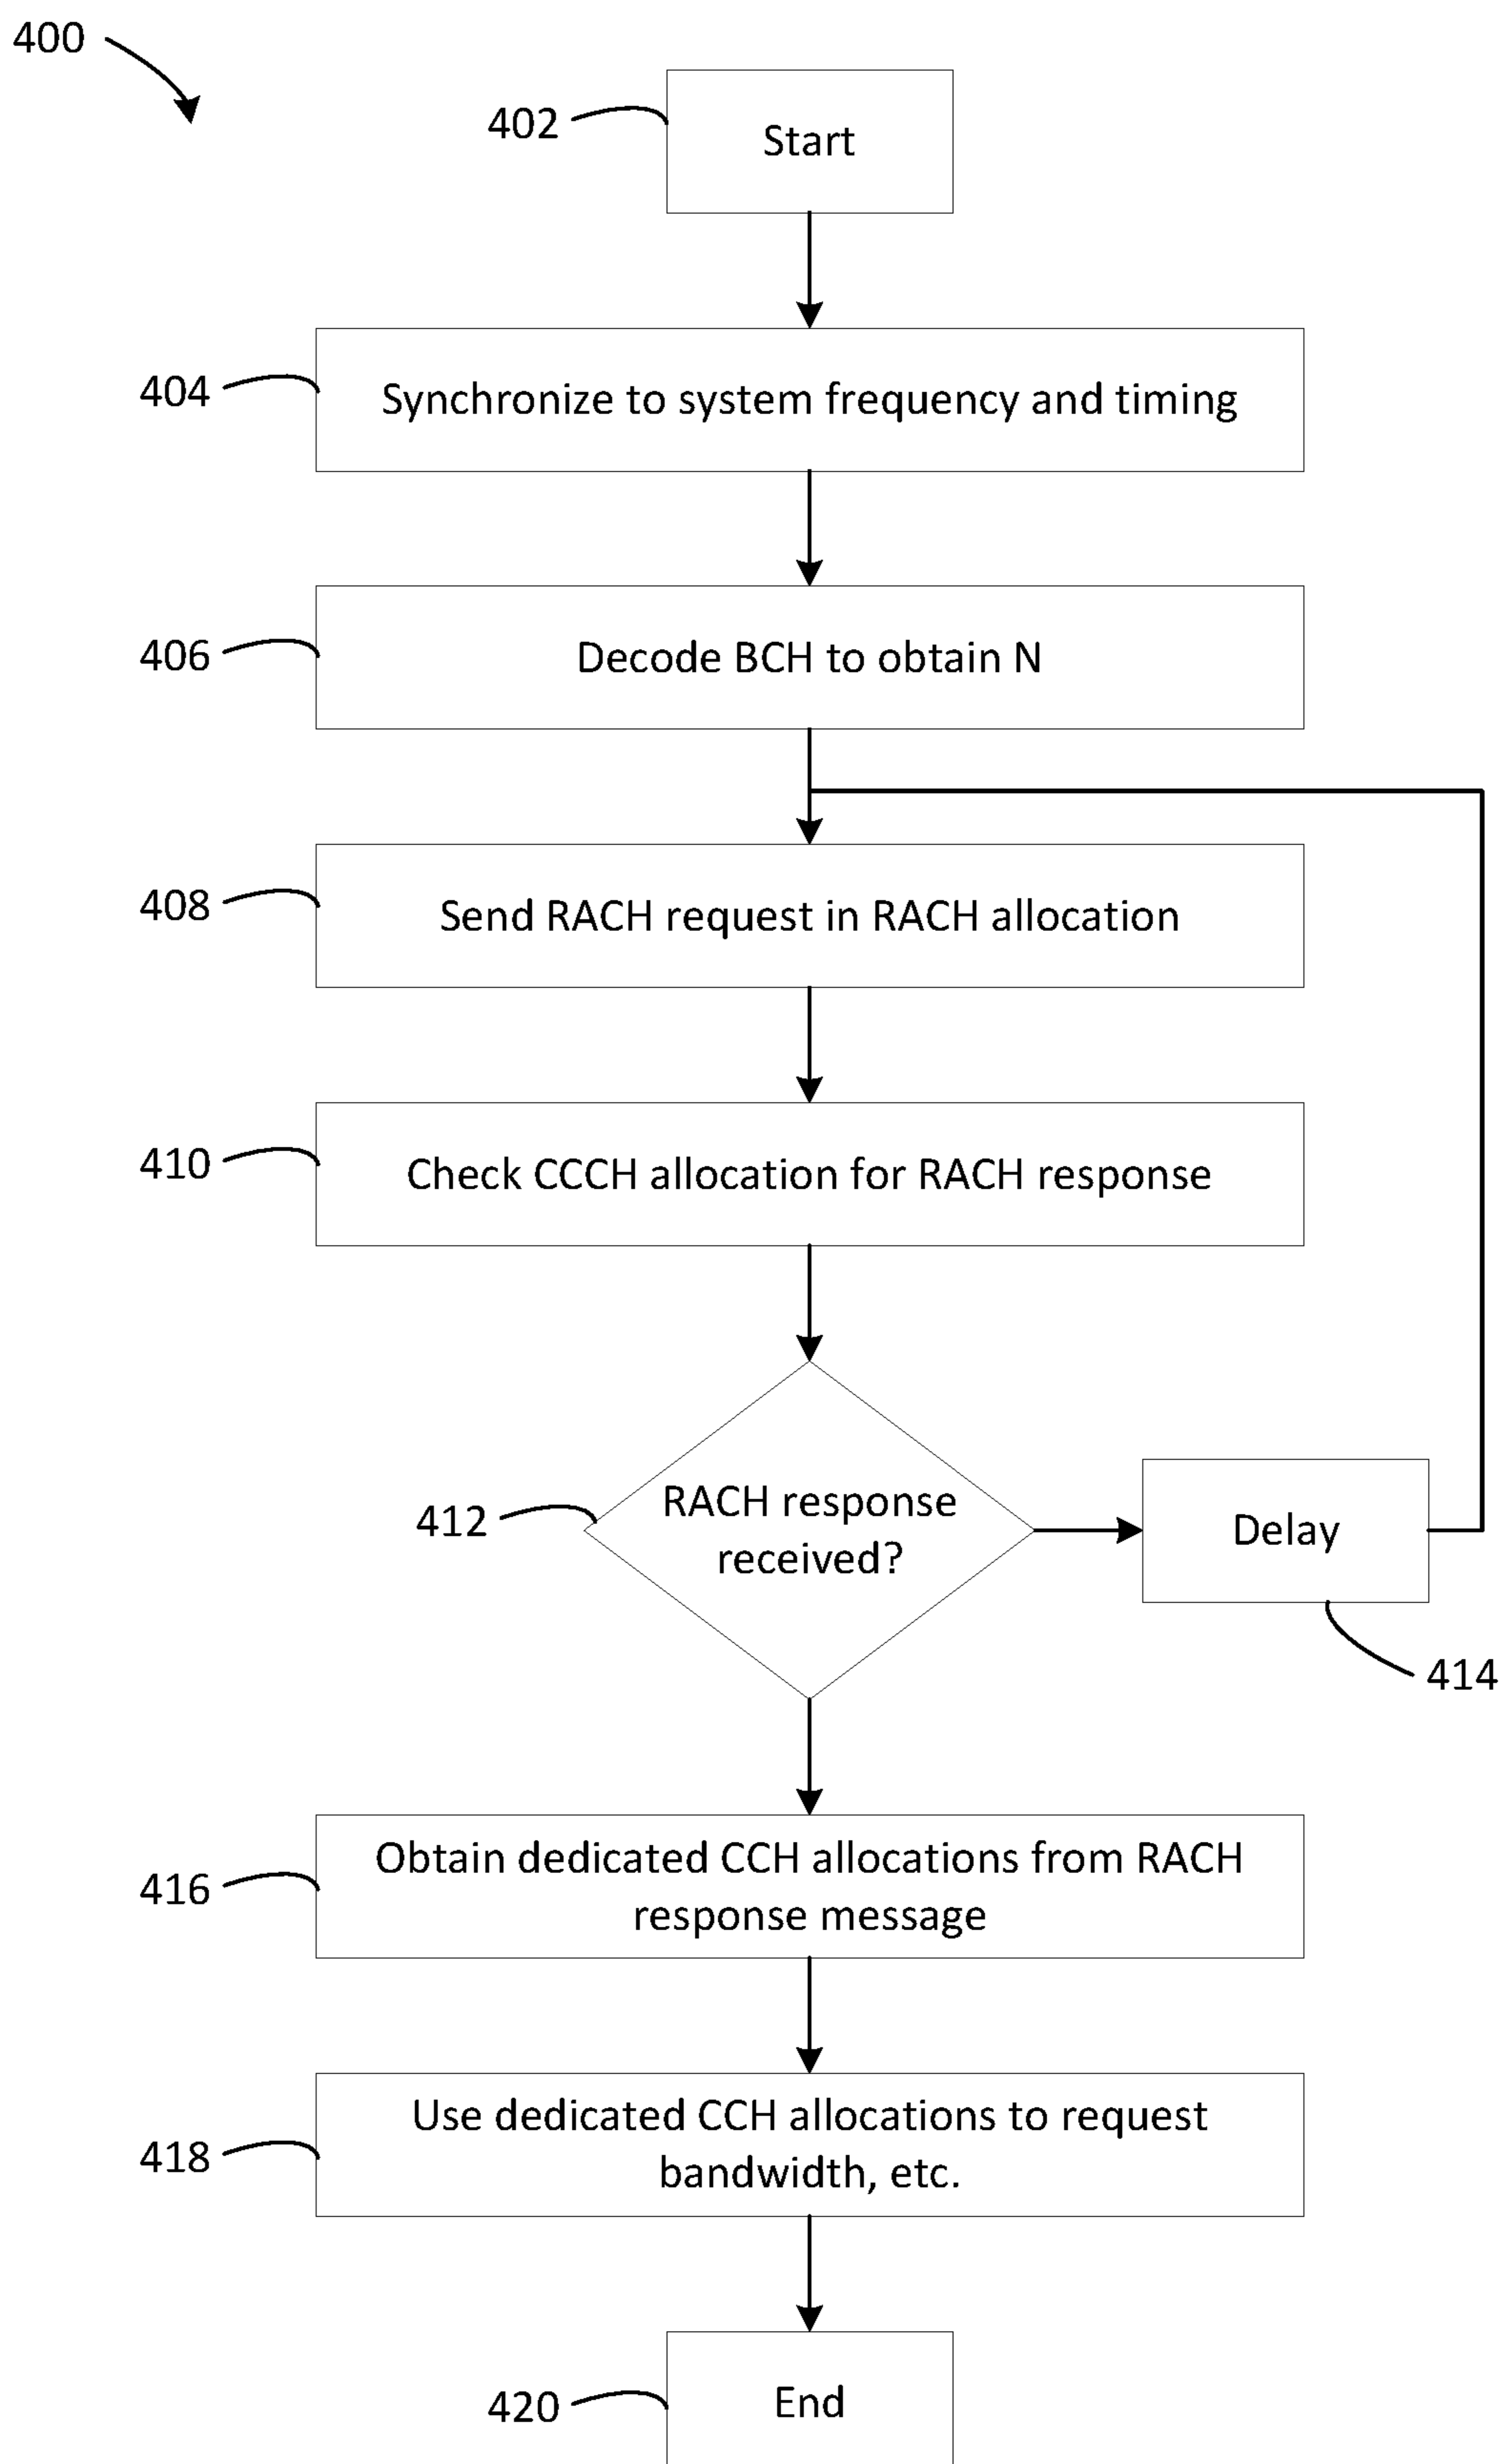 400
402
Start
404
Synchronize to system frequency and timing
406
Decode BCH to obtain N
408
Send RACH request in RACH allocation
410
Check CCCH allocation for RACH response
412
RACH response
received?
Delay
414
416
Obtain dedicated CCH allocations from RACH
response message
418
Use dedicated CCH allocations to request
bandwidth, etc.
420
End